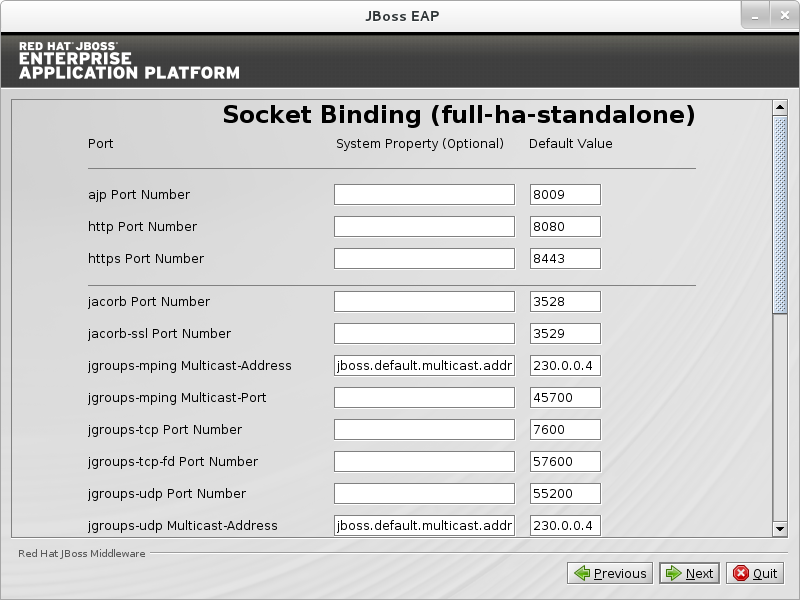 JBoss EAP
RED HAT JBOSS
ENTERPRISE
APPLICATION PLATFORM
Socket Binding (full-ha-standalone)
Port System Property (Optional) Default Value
ajp Port Number 8009
http Port Number 8080
https Port Number 8443
jacorb Port Number 3528
jacorb-ssl Port Number 3529
jgroups-mping Multicast-Address jboss.default.multicast.addr 230.0.0.4
jgroups-mping Multicast-Port 45700
jgroups-tcp Port Number 7600
jgroups-tcp-fd Port Number 57600
jgroups-udp Port Number 55200
jgroups-udp Multicast-Address jboss.default.multicast.addr 230.0.0.4
Red Hat JBoss Middleware
Previous Next Quit